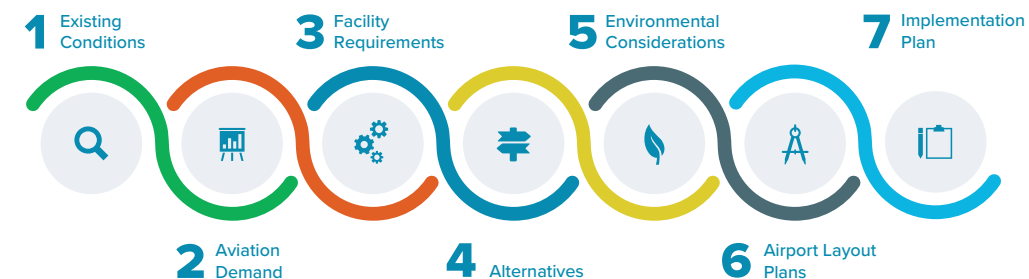 1 Existing
Conditions
2 Aviation
Demand
3 Facility
Requirements
4 Alternatives
5 Environmental
Considerations
6 Airport Layout
Plans
7 Implementation
Plan